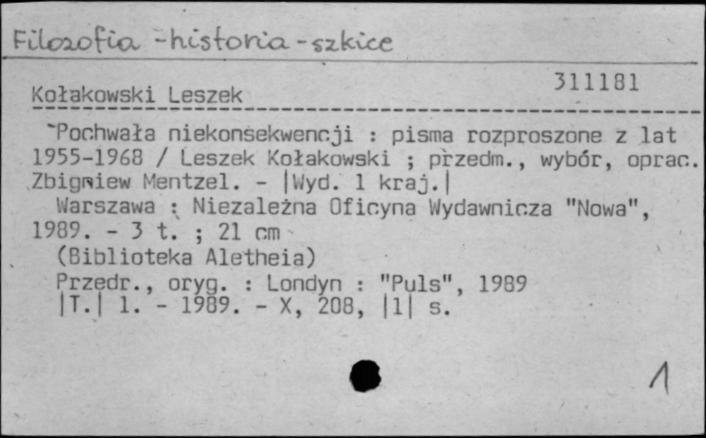 Filozofia - historia - szkice
311181
Kołakowski Leszek
Pochwała niekonsekwencji : pisma rozproszone z lat
1955-1968 / Leszek Kołakowski ; przedm., wybór, oprac.
Zbigniew Mentzel. - |Wyd. 1 kraj.|
Warszawa : Niezależna Oficyna Wydawnicza "Nowa",
1989. - 3 t. ; 21 cm
(Biblioteka Aletheia)
Przedr., oryg. : Londyn : "Puls", 1989
|T.| 1. - 1989. - X, 208, |1| s.
1